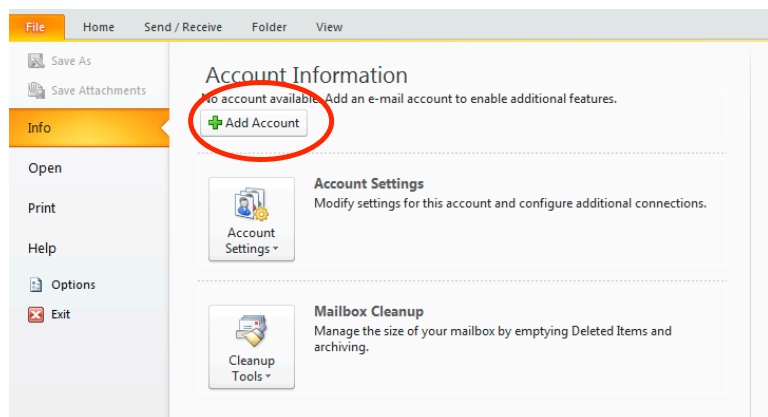 File Home Send / Receive Folder View
Save As
Save Attachments
Info
Open
Print
Help
Options
Exit
Account Information
No account available. Add an e-mail account to enable additional features.
Add Account
Account
Settings
Account Settings
Modify settings for this account and configure additional connections.
Cleanup
Tools
Mailbox Cleanup
Manage the size of your mailbox by emptying Deleted Items and
archiving.